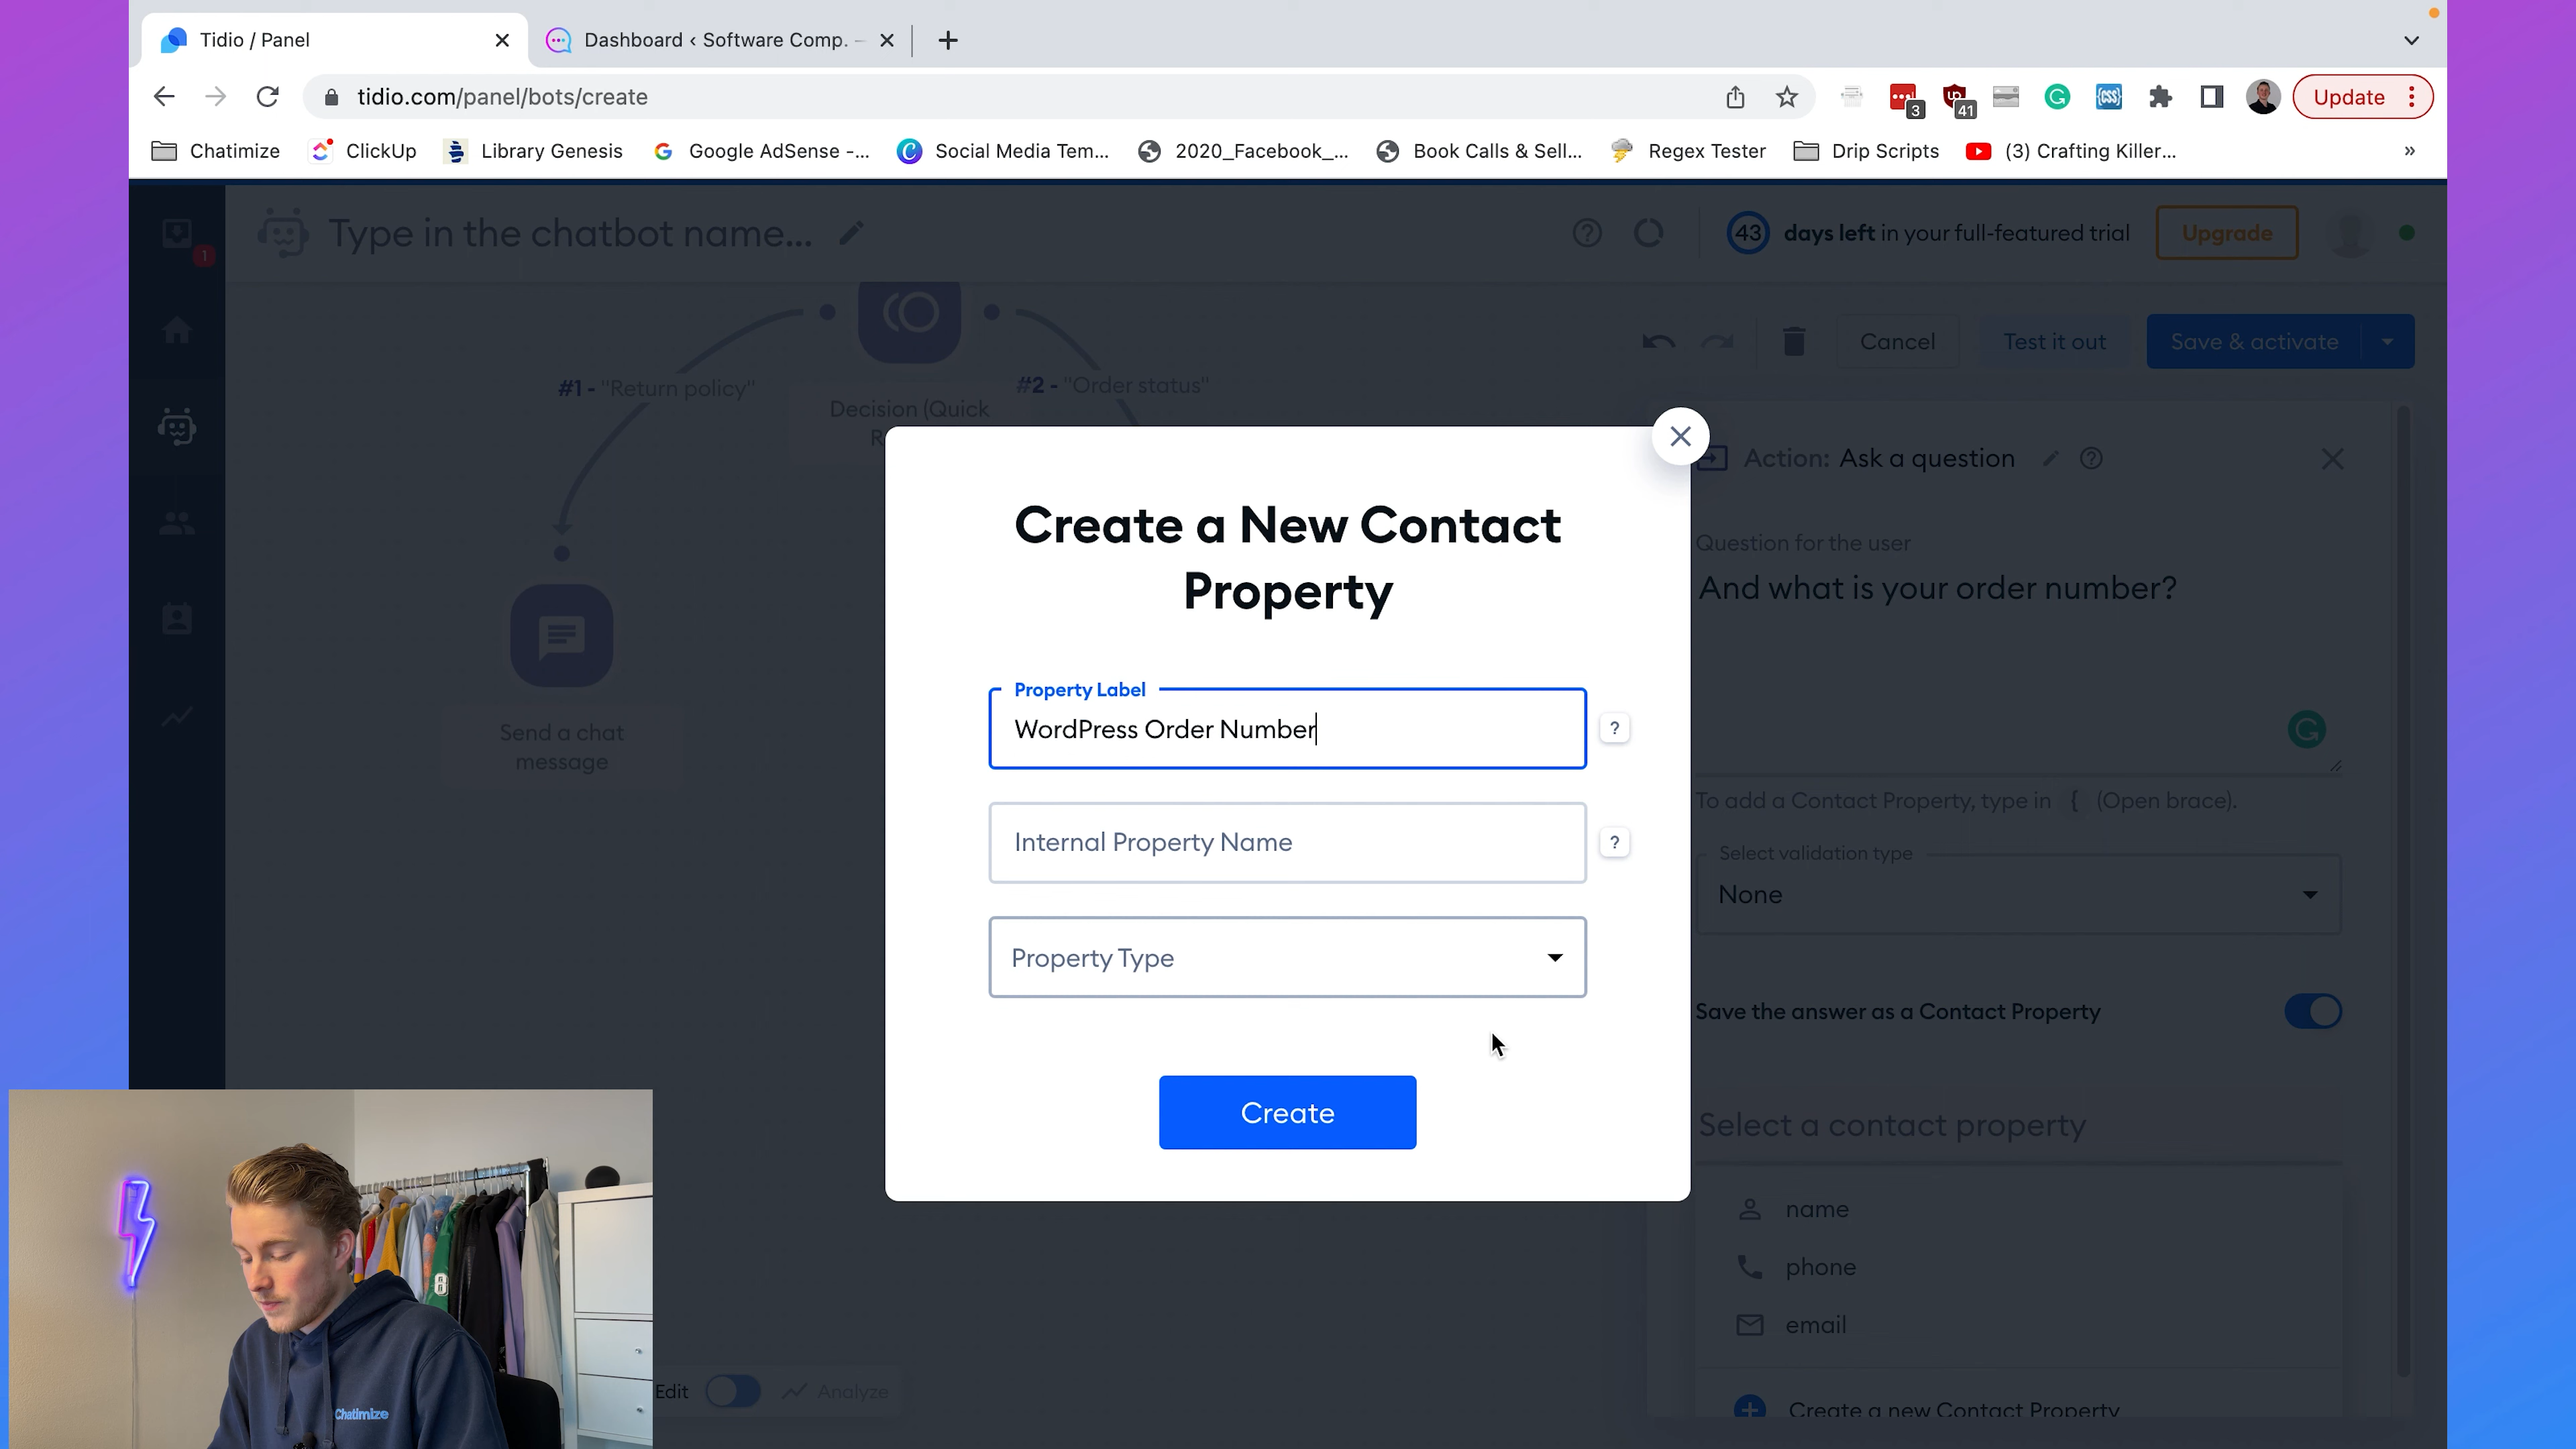 Tidio / Panel
Dashboard ‹ Software Comp. –
tidio.com/panel/bots/create
3
41
Update
Chatimize
ClickUp
Library Genesis
Google AdSense -...
Social Media Tem...
2020_Facebook_...
Book Calls & Sell...
Regex Tester
Drip Scripts
(3) Crafting Killer...
»
1
Type in the chatbot name...
43 days left in your full-featured trial
Upgrade
#1 - "Return policy"
#2 - "Order status"
Decision (Quick
Cancel
Test it out
Save & activate
Send a chat
message
Create a New Contact
Property
Property Label
WordPress Order Number
?
Internal Property Name
?
Property Type
Create
Action: Ask a question
Question for the user
And what is your order number?
To add a Contact Property, type in { (Open brace).
Select validation type
None
Save the answer as a Contact Property
Select a contact property
name
phone
email
Create a new Contact Property
Edit
Analyze
Chatimize